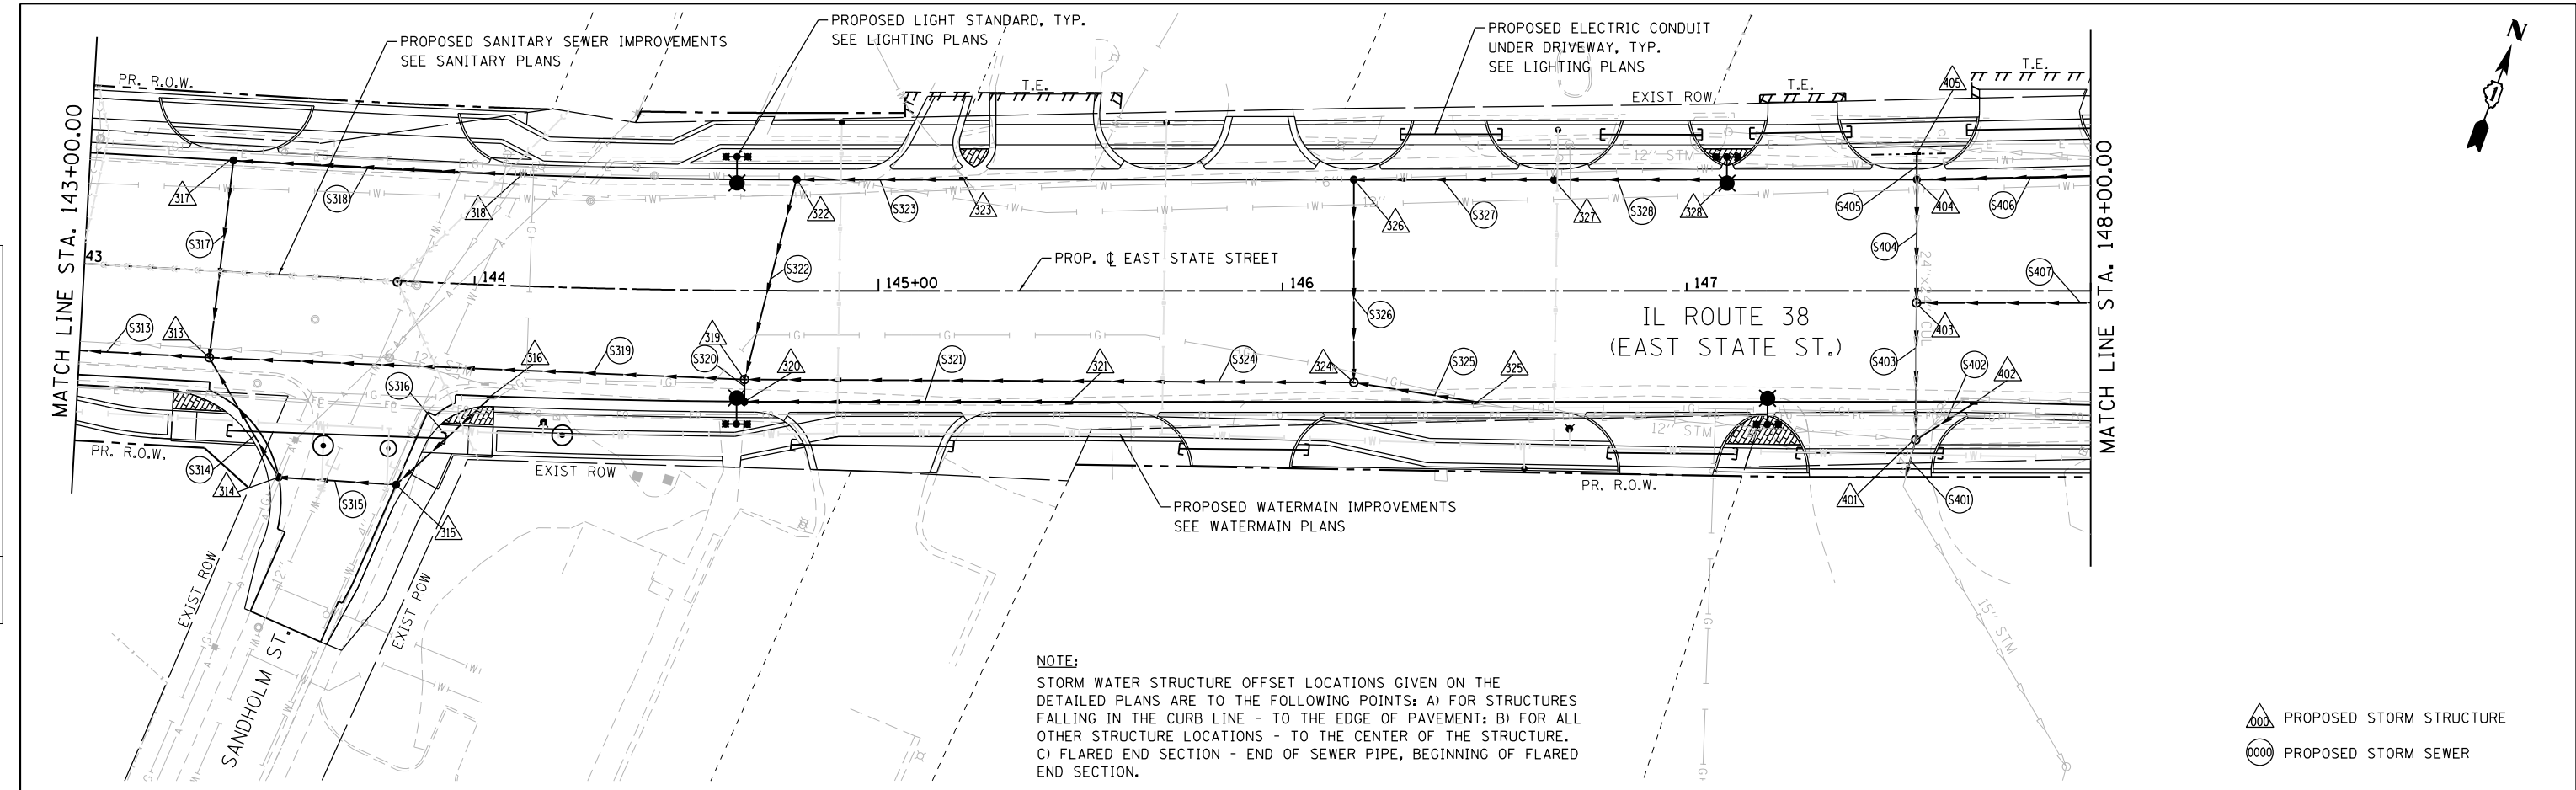 PROPOSED LIGHT STANDARD, TYP.
SEE LIGHTING PLANS
PROPOSED SANITARY SEWER IMPROVEMENTS
SEE SANITARY PLANS
PROPOSED ELECTRIC CONDUIT
UNDER DRIVEWAY, TYP.
SEE LIGHTING PLANS
N
PR. R.O.W.
T.E.
EXIST ROW
T.E.
405
T.E.
MATCH LINE STA. 143+00.00
MATCH LINE STA. 148+00.00
12" STM
317
S318
318
322
S323
323
12"
326
S327
327
S328
328
S405
404
S406
S317
S404
43
144
S322
PROP. ℄ EAST STATE STREET
145+00
146
147
S407
S326
IL ROUTE 38
(EAST STATE ST.)
403
S313
313
12" STM
316
S319
319
S320
320
S321
321
S324
324
S325
325
S403
S402
402
S316
12" STM
PR. R.O.W.
S314
314
S315
315
EXIST ROW
PR. R.O.W.
401
S401
PROPOSED WATERMAIN IMPROVEMENTS
SEE WATERMAIN PLANS
EXIST ROW
12"
EXIST ROW
SANDHOLM ST.
15" STM
NOTE:
STORM WATER STRUCTURE OFFSET LOCATIONS GIVEN ON THE
DETAILED PLANS ARE TO THE FOLLOWING POINTS: A) FOR STRUCTURES
FALLING IN THE CURB LINE - TO THE EDGE OF PAVEMENT: B) FOR ALL
OTHER STRUCTURE LOCATIONS - TO THE CENTER OF THE STRUCTURE.
C) FLARED END SECTION - END OF SEWER PIPE, BEGINNING OF FLARED
END SECTION.
000 PROPOSED STORM STRUCTURE
0000 PROPOSED STORM SEWER